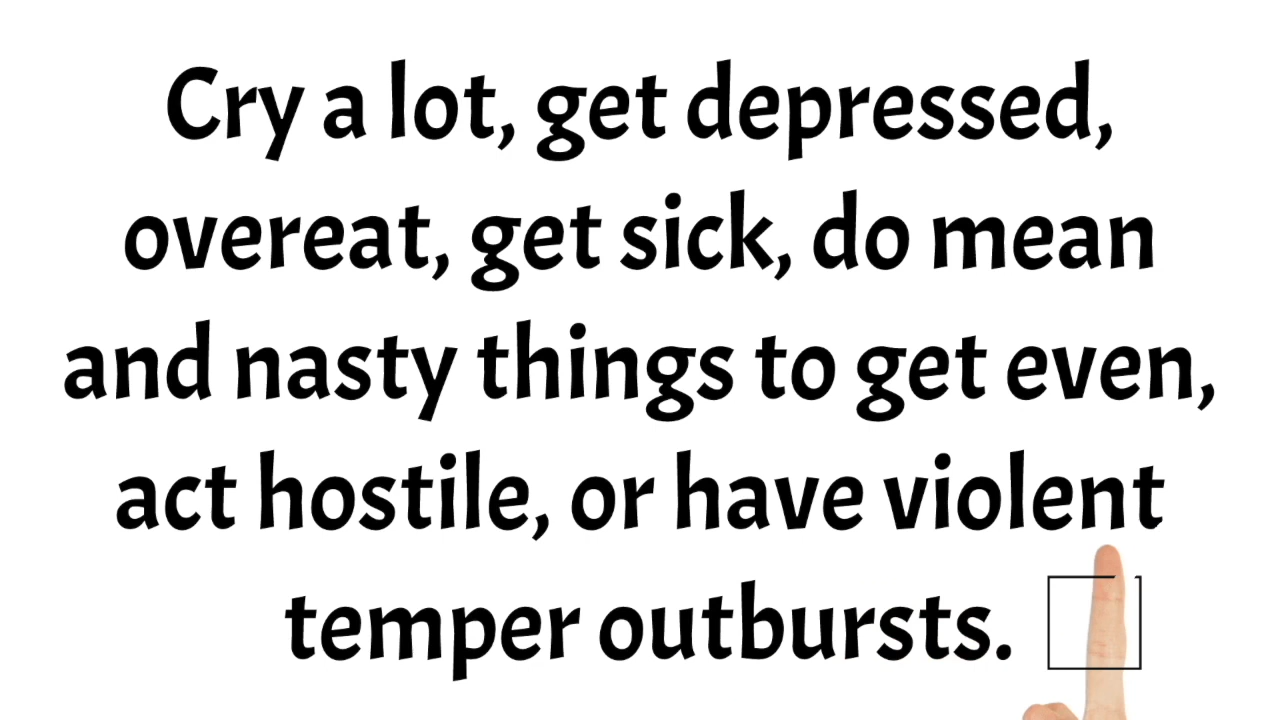 Cry a lot, get depressed,
overeat, get sick, do mean
and nasty things to get even,
act hostile, or have violent
temper outbursts.